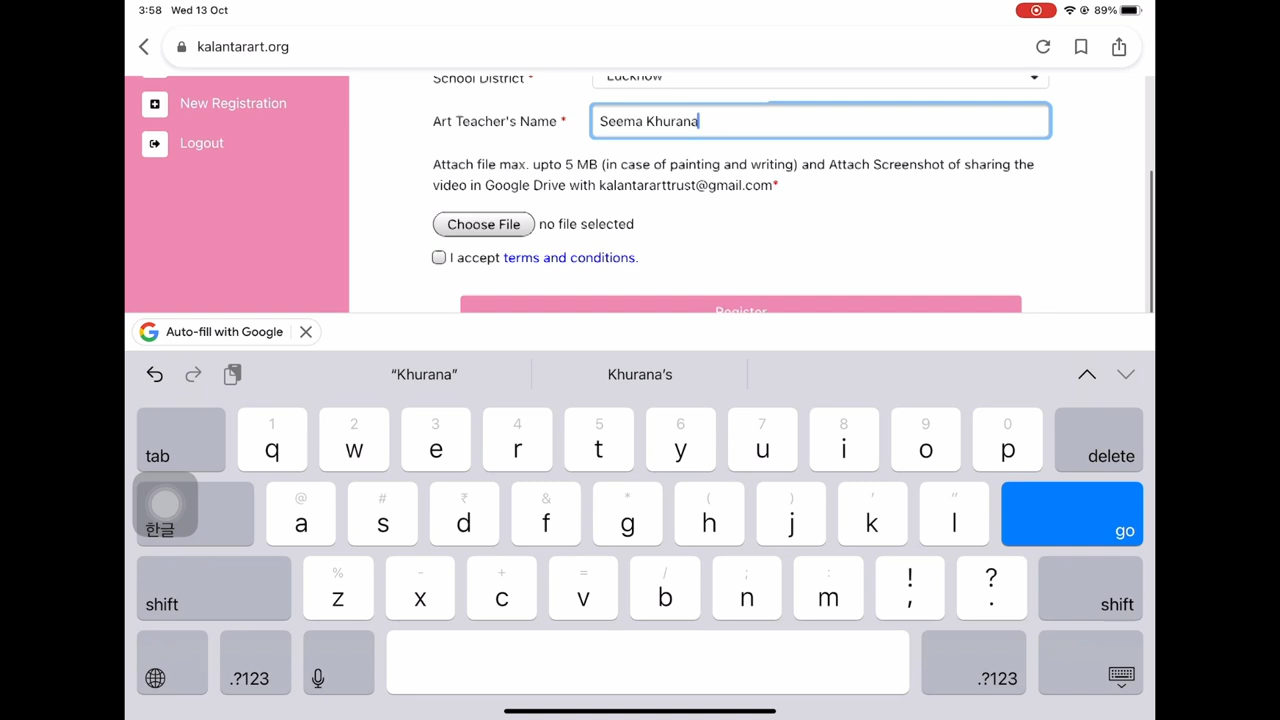 3:58 Wed 13 Oct
89%
kalantarart.org
School District *
Lucknow
New Registration
Art Teacher's Name *
Seema Khurana
Logout
Attach file max. upto 5 MB (in case of painting and writing) and Attach Screenshot of sharing the
video in Google Drive with kalantararttrust@gmail.com*
Choose File no file selected
I accept terms and conditions.
Register
Auto-fill with Google
“Khurana” Khurana’s
1 2 3 4 5 6 7 8 9 0
tab q w e r t y u i o p delete
@ # ₹ & * ( ) ' "
한글 a s d f g h j k l go
% - + = / ; : ! ?
shift z x c v b n m , . shift
.?123 .?123